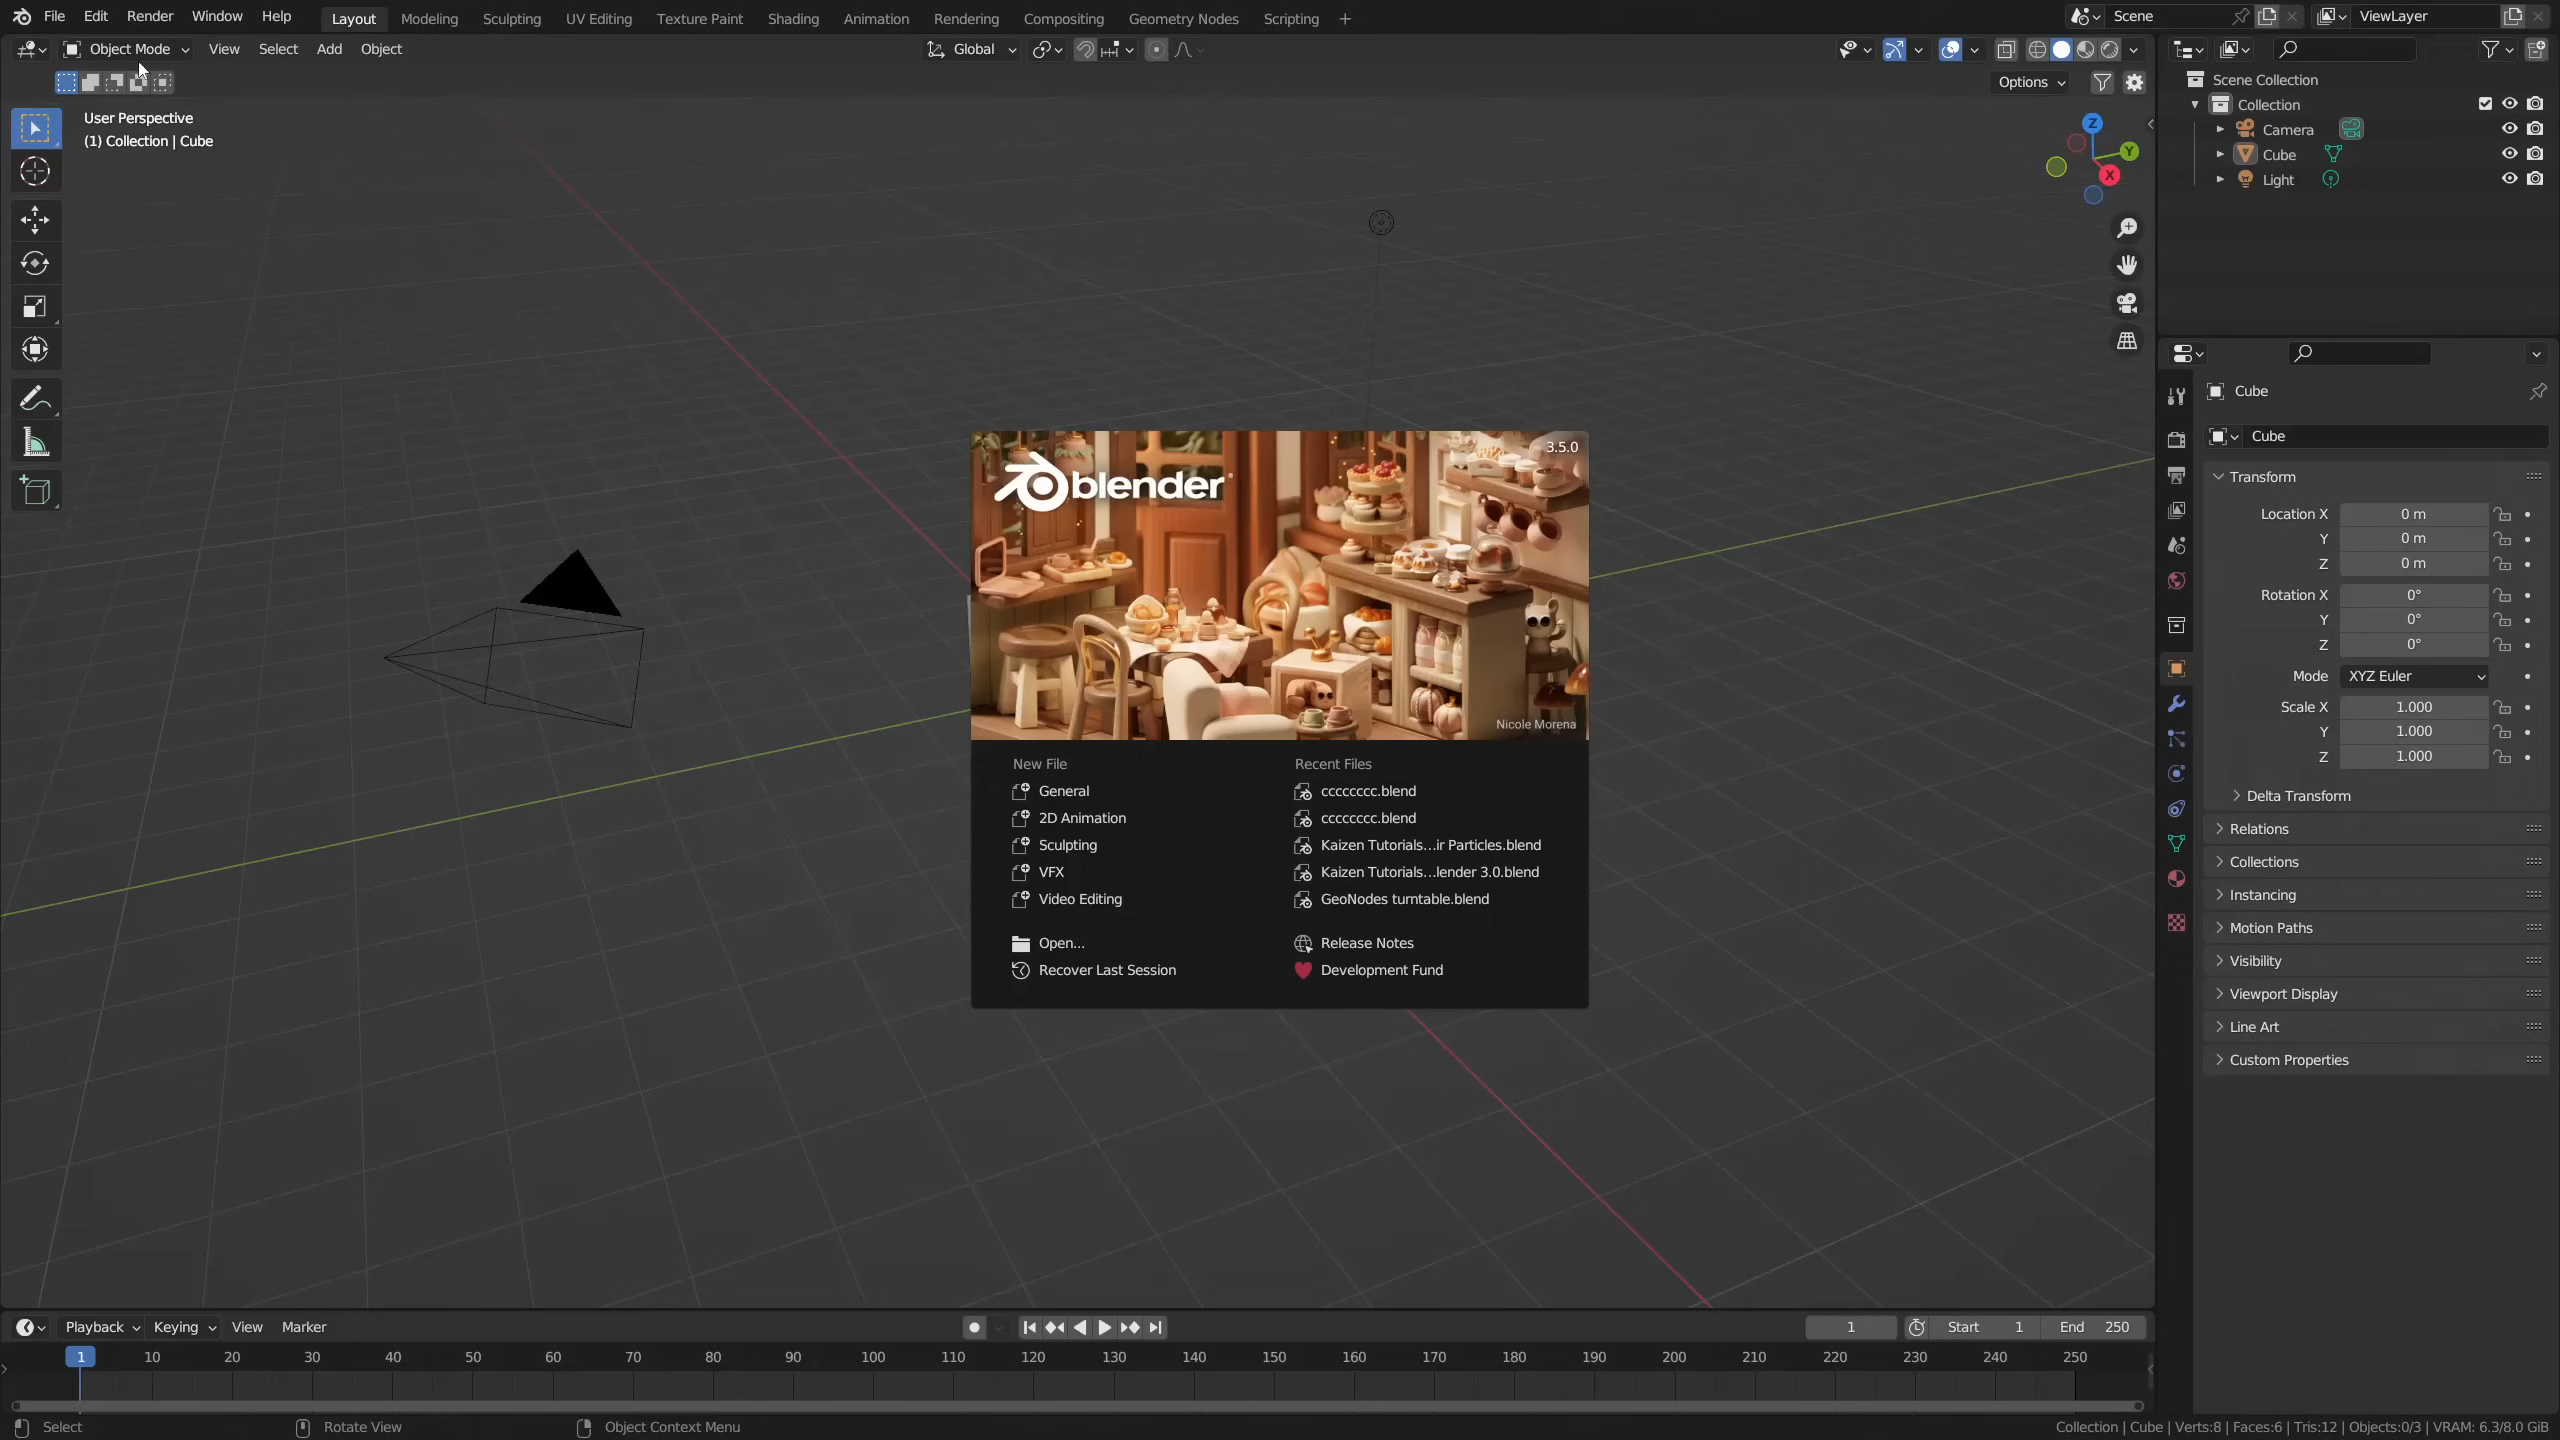 File Edit Render Window Help Layout Modeling Sculpting UV Editing Texture Paint Shading Animation Rendering Compositing Geometry Nodes Scripting + Scene ViewLayer
Object Mode View Select Add Object Global
Options
User Perspective
(1) Collection | Cube
Z
Y
X
Scene Collection
Collection
Camera
Cube
Light
3.5.0
blender
Nicole Morena
New File
General
2D Animation
Sculpting
VFX
Video Editing
Open...
Recover Last Session
Recent Files
cccccccc.blend
cccccccc.blend
Kaizen Tutorials...ir Particles.blend
Kaizen Tutorials...lender 3.0.blend
GeoNodes turntable.blend
Release Notes
Development Fund
Cube
Cube
Transform
Location X 0 m
Y 0 m
Z 0 m
Rotation X 0°
Y 0°
Z 0°
Mode XYZ Euler
Scale X 1.000
Y 1.000
Z 1.000
Delta Transform
Relations
Collections
Instancing
Motion Paths
Visibility
Viewport Display
Line Art
Custom Properties
Playback Keying View Marker 1 Start 1 End 250
1 10 20 30 40 50 60 70 80 90 100 110 120 130 140 150 160 170 180 190 200 210 220 230 240 250
Select Rotate View Object Context Menu Collection | Cube | Verts:8 | Faces:6 | Tris:12 | Objects:0/3 | VRAM: 6.3/8.0 GiB